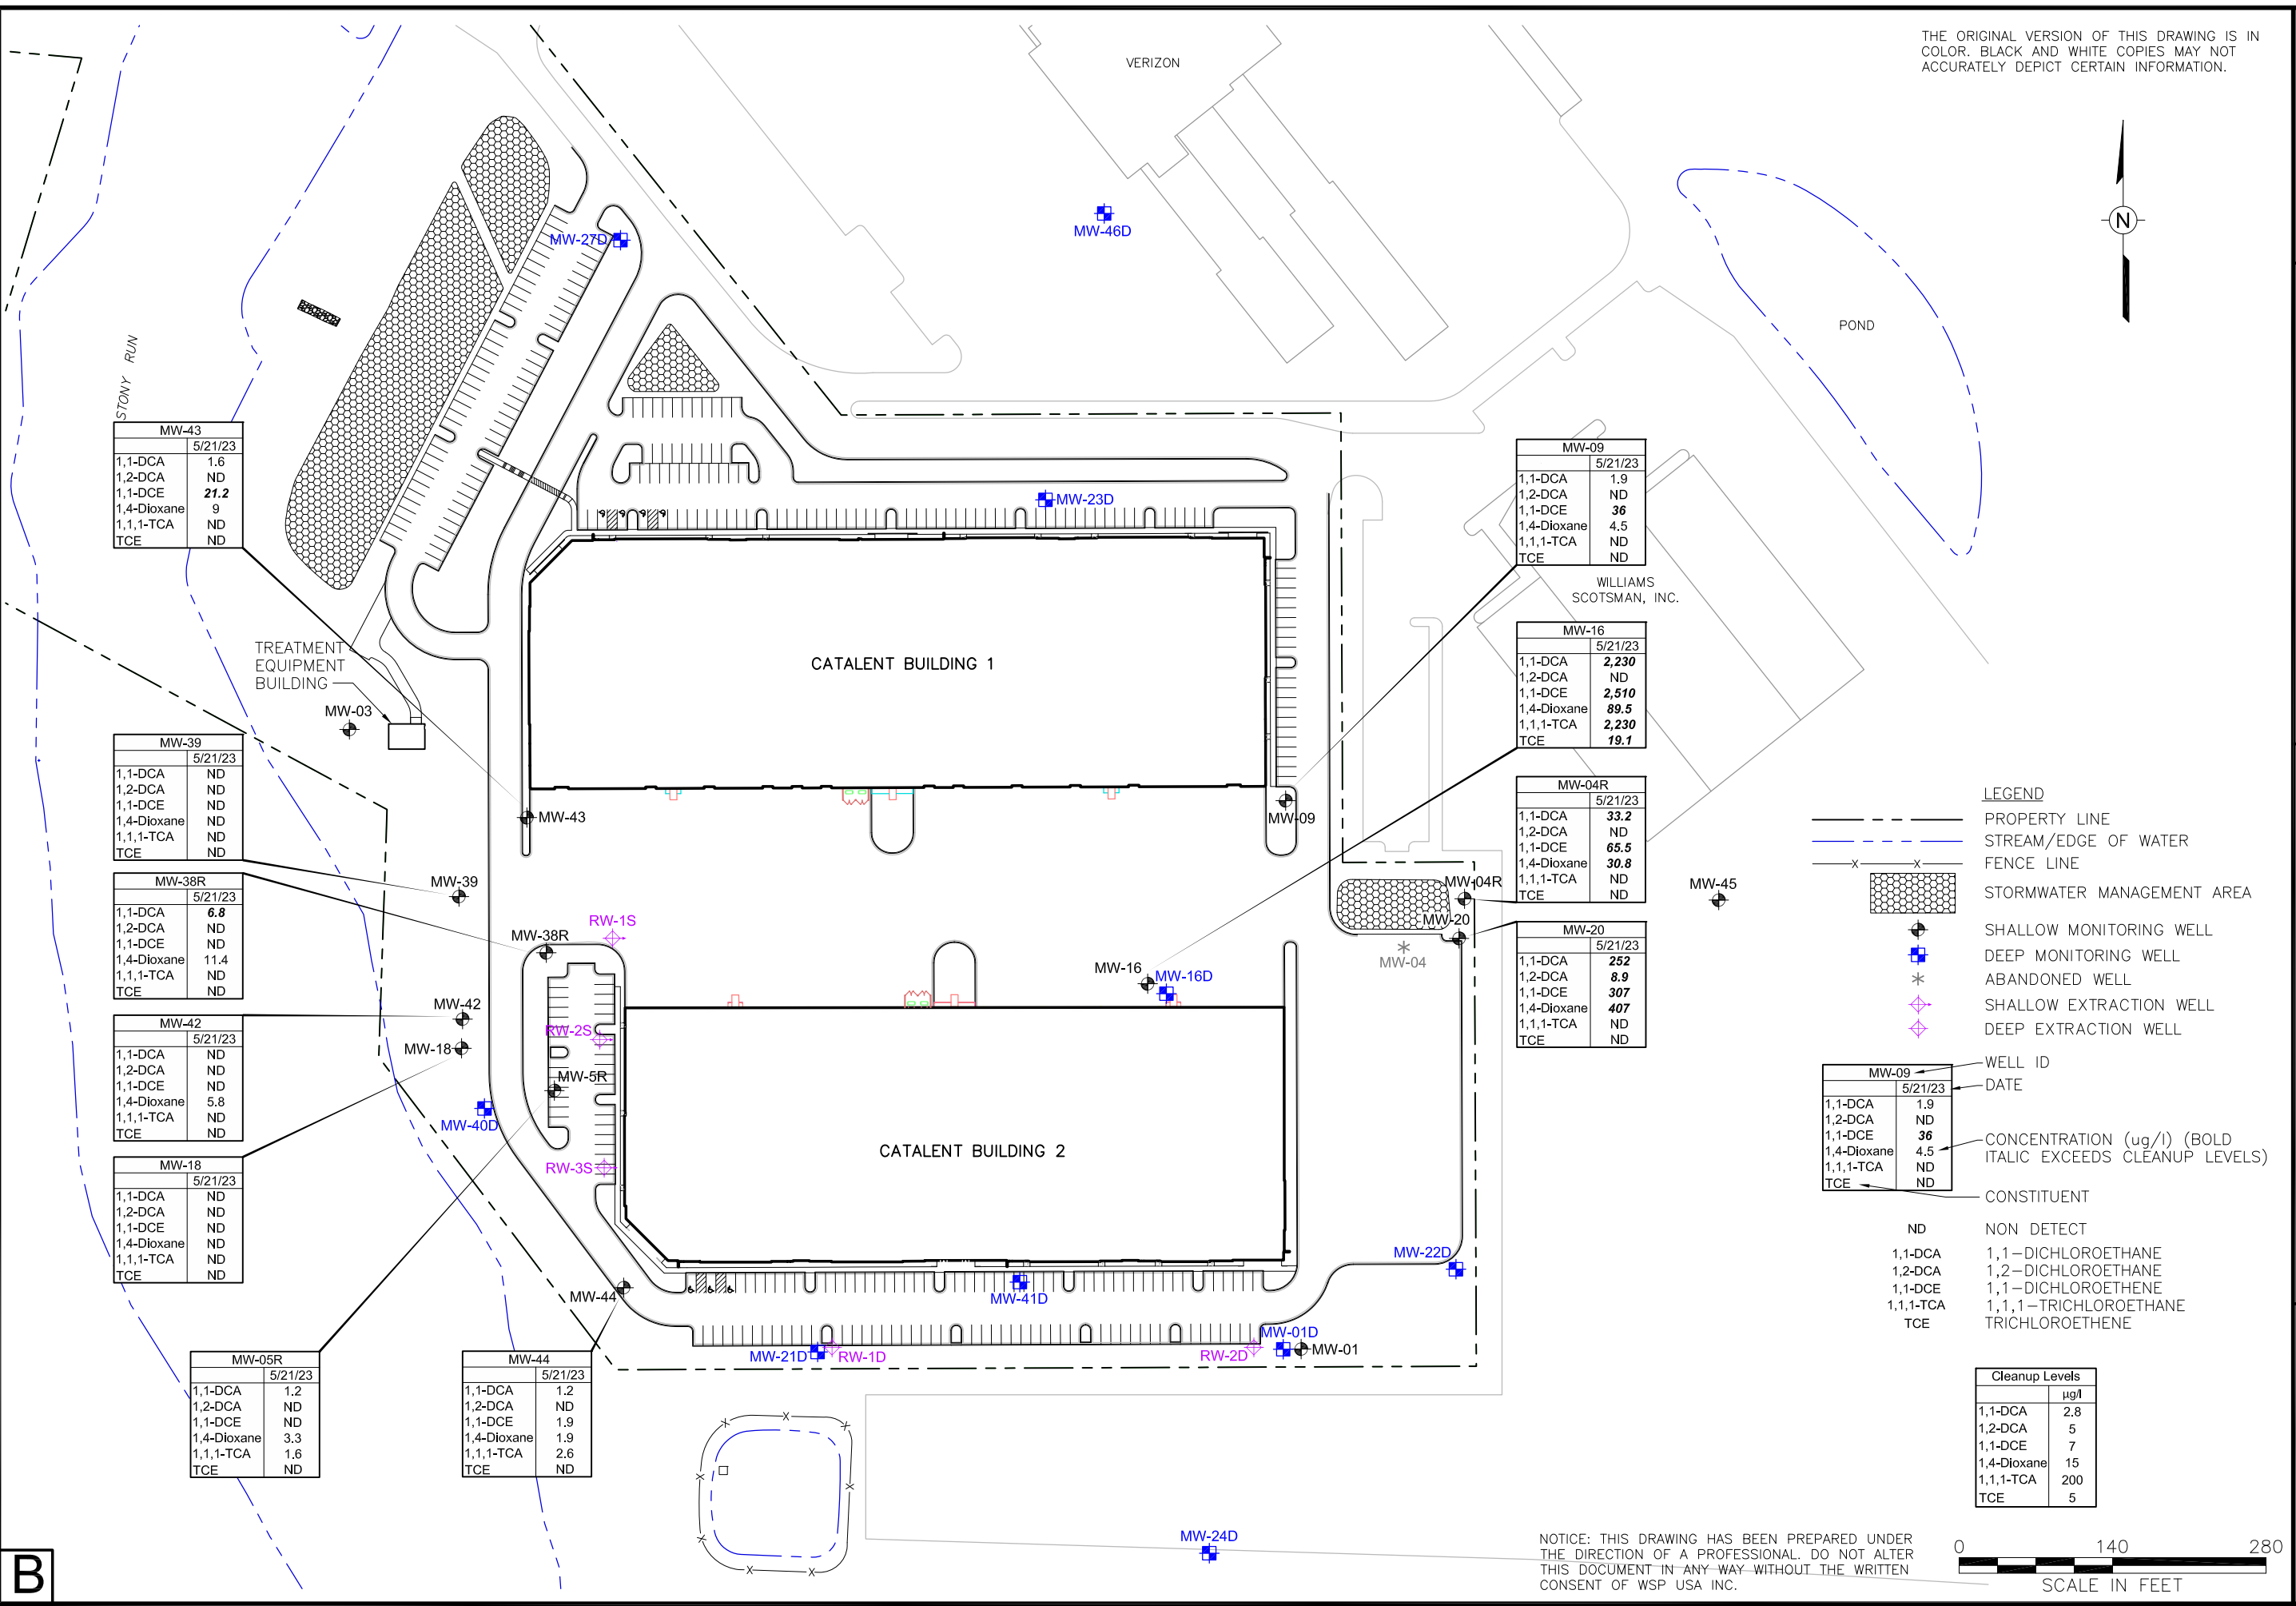 THE ORIGINAL VERSION OF THIS DRAWING IS IN
COLOR. BLACK AND WHITE COPIES MAY NOT
ACCURATELY DEPICT CERTAIN INFORMATION.
VERIZON
N
MW-46D
MW-27D
POND
STONY RUN
MW-43
5/21/23
1,1-DCA 1.6
1,2-DCA ND
1,1-DCE 21.2
1,4-Dioxane 9
1,1,1-TCA ND
TCE ND
MW-23D
MW-09
5/21/23
1,1-DCA 1.9
1,2-DCA ND
1,1-DCE 36
1,4-Dioxane 4.5
1,1,1-TCA ND
TCE ND
WILLIAMS
SCOTSMAN, INC.
MW-16
5/21/23
1,1-DCA 2,230
1,2-DCA ND
1,1-DCE 2,510
1,4-Dioxane 89.5
1,1,1-TCA 2,230
TCE 19.1
CATALENT BUILDING 1
TREATMENT
EQUIPMENT
BUILDING
MW-03
MW-39
5/21/23
1,1-DCA ND
1,2-DCA ND
1,1-DCE ND
1,4-Dioxane ND
1,1,1-TCA ND
TCE ND
MW-43
MW-09
MW-04R
5/21/23
1,1-DCA 33.2
1,2-DCA ND
1,1-DCE 65.5
1,4-Dioxane 30.8
1,1,1-TCA ND
TCE ND
MW-38R
5/21/23
1,1-DCA 6.8
1,2-DCA ND
1,1-DCE ND
1,4-Dioxane 11.4
1,1,1-TCA ND
TCE ND
MW-39
MW-38R
RW-1S
MW-04R
MW-20
MW-04
MW-45
MW-20
5/21/23
1,1-DCA 252
1,2-DCA 8.9
1,1-DCE 307
1,4-Dioxane 407
1,1,1-TCA ND
TCE ND
MW-16
MW-16D
MW-42
5/21/23
1,1-DCA ND
1,2-DCA ND
1,1-DCE ND
1,4-Dioxane 5.8
1,1,1-TCA ND
TCE ND
MW-42
MW-18
RW-2S
MW-5R
MW-40D
RW-3S
CATALENT BUILDING 2
MW-18
5/21/23
1,1-DCA ND
1,2-DCA ND
1,1-DCE ND
1,4-Dioxane ND
1,1,1-TCA ND
TCE ND
MW-44
MW-22D
MW-41D
MW-21D
RW-1D
RW-2D
MW-01D
MW-01
MW-05R
5/21/23
1,1-DCA 1.2
1,2-DCA ND
1,1-DCE ND
1,4-Dioxane 3.3
1,1,1-TCA 1.6
TCE ND
MW-44
5/21/23
1,1-DCA 1.2
1,2-DCA ND
1,1-DCE 1.9
1,4-Dioxane 1.9
1,1,1-TCA 2.6
TCE ND
MW-24D
LEGEND
PROPERTY LINE
STREAM/EDGE OF WATER
X X FENCE LINE
STORMWATER MANAGEMENT AREA
SHALLOW MONITORING WELL
DEEP MONITORING WELL
ABANDONED WELL
SHALLOW EXTRACTION WELL
DEEP EXTRACTION WELL
MW-09
5/21/23
1,1-DCA 1.9
1,2-DCA ND
1,1-DCE 36
1,4-Dioxane 4.5
1,1,1-TCA ND
TCE ND
WELL ID
DATE
CONCENTRATION (ug/l) (BOLD
ITALIC EXCEEDS CLEANUP LEVELS)
CONSTITUENT
ND NON DETECT
1,1-DCA 1,1-DICHLOROETHANE
1,2-DCA 1,2-DICHLOROETHANE
1,1-DCE 1,1-DICHLOROETHENE
1,1,1-TCA 1,1,1-TRICHLOROETHANE
TCE TRICHLOROETHENE
Cleanup Levels
µg/l
1,1-DCA 2.8
1,2-DCA 5
1,1-DCE 7
1,4-Dioxane 15
1,1,1-TCA 200
TCE 5
NOTICE: THIS DRAWING HAS BEEN PREPARED UNDER
THE DIRECTION OF A PROFESSIONAL. DO NOT ALTER
THIS DOCUMENT IN ANY WAY WITHOUT THE WRITTEN
CONSENT OF WSP USA INC.
0 140 280
SCALE IN FEET
B